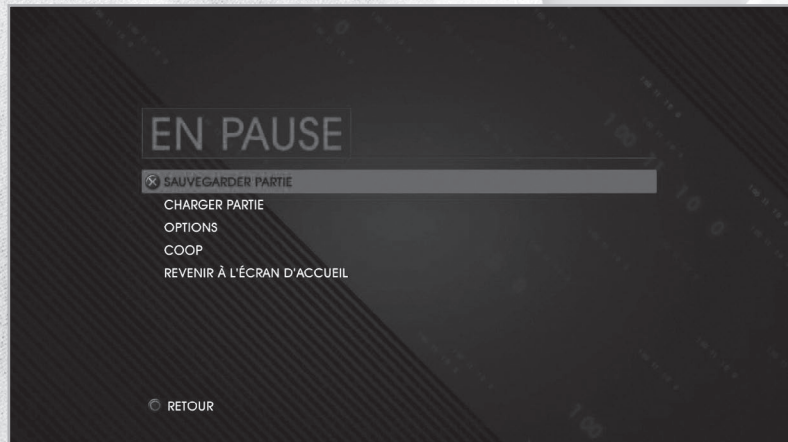 EN PAUSE
SAUVEGARDER PARTIE
CHARGER PARTIE
OPTIONS
COOP
REVENIR À L'ÉCRAN D'ACCUEIL
RETOUR